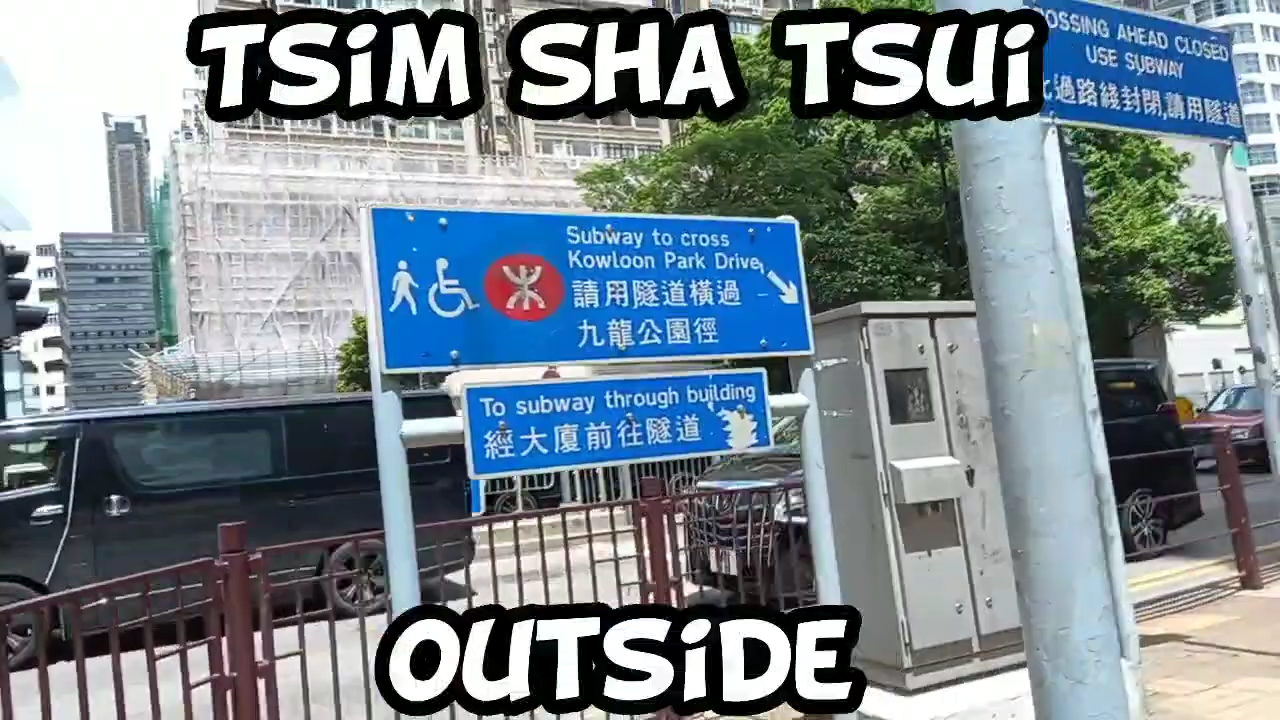 TSiM SHA TSUi
CROSSING AHEAD CLOSED
USE SUBWAY
過路綫封閉,請用隧道
Subway to cross
Kowloon Park Drive
請用隧道橫過
九龍公園徑
To subway through building
經大廈前往隧道
OUTSiDE